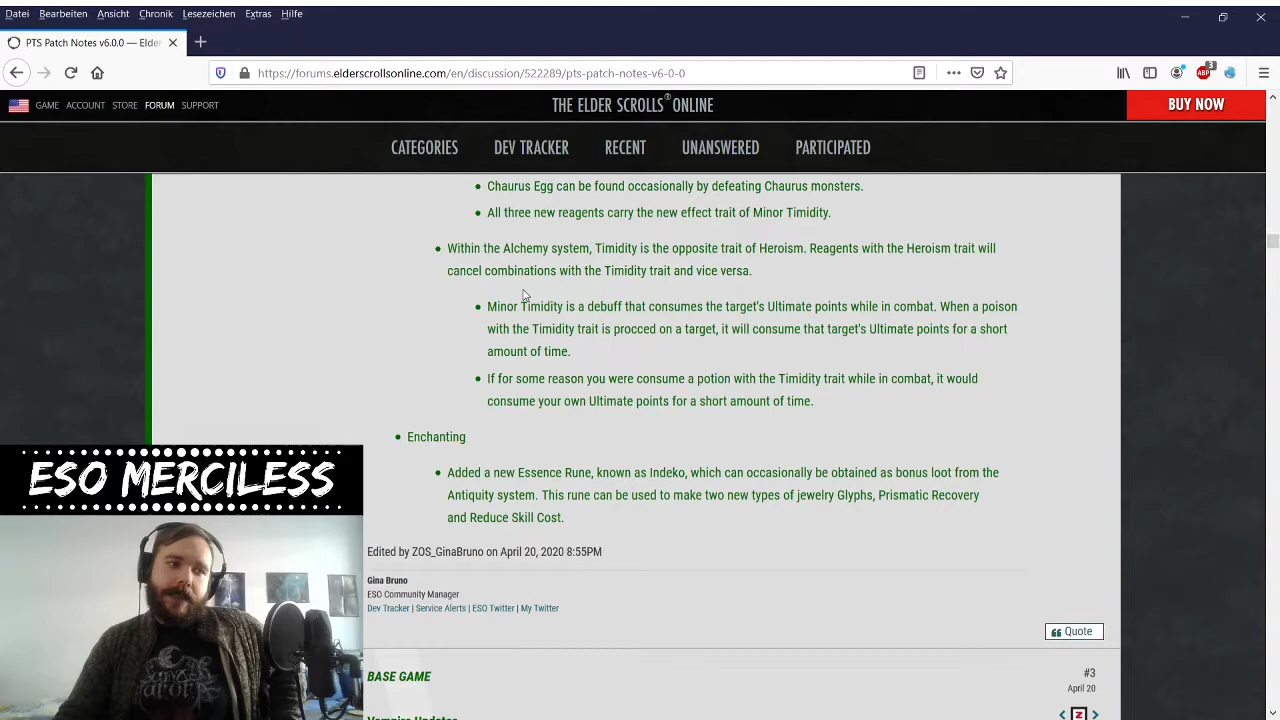 Datei Bearbeiten Ansicht Chronik Lesezeichen Extras Hilfe
PTS Patch Notes v6.0.0 — Elder
https://forums.elderscrollsonline.com/en/discussion/522289/pts-patch-notes-v6-0-0
ABP 3
GAME ACCOUNT STORE FORUM SUPPORT
THE ELDER SCROLLS® ONLINE
BUY NOW
CATEGORIES DEV TRACKER RECENT UNANSWERED PARTICIPATED
• Chaurus Egg can be found occasionally by defeating Chaurus monsters.
• All three new reagents carry the new effect trait of Minor Timidity.
• Within the Alchemy system, Timidity is the opposite trait of Heroism. Reagents with the Heroism trait will
cancel combinations with the Timidity trait and vice versa.
• Minor Timidity is a debuff that consumes the target's Ultimate points while in combat. When a poison
with the Timidity trait is procced on a target, it will consume that target's Ultimate points for a short
amount of time.
• If for some reason you were consume a potion with the Timidity trait while in combat, it would
consume your own Ultimate points for a short amount of time.
• Enchanting
• Added a new Essence Rune, known as Indeko, which can occasionally be obtained as bonus loot from the
Antiquity system. This rune can be used to make two new types of jewelry Glyphs, Prismatic Recovery
and Reduce Skill Cost.
Edited by ZOS_GinaBruno on April 20, 2020 8:55PM
Gina Bruno
ESO Community Manager
Dev Tracker | Service Alerts | ESO Twitter | My Twitter
Quote
BASE GAME
#3
April 20
Vampire Updates
ESO MERCILESS